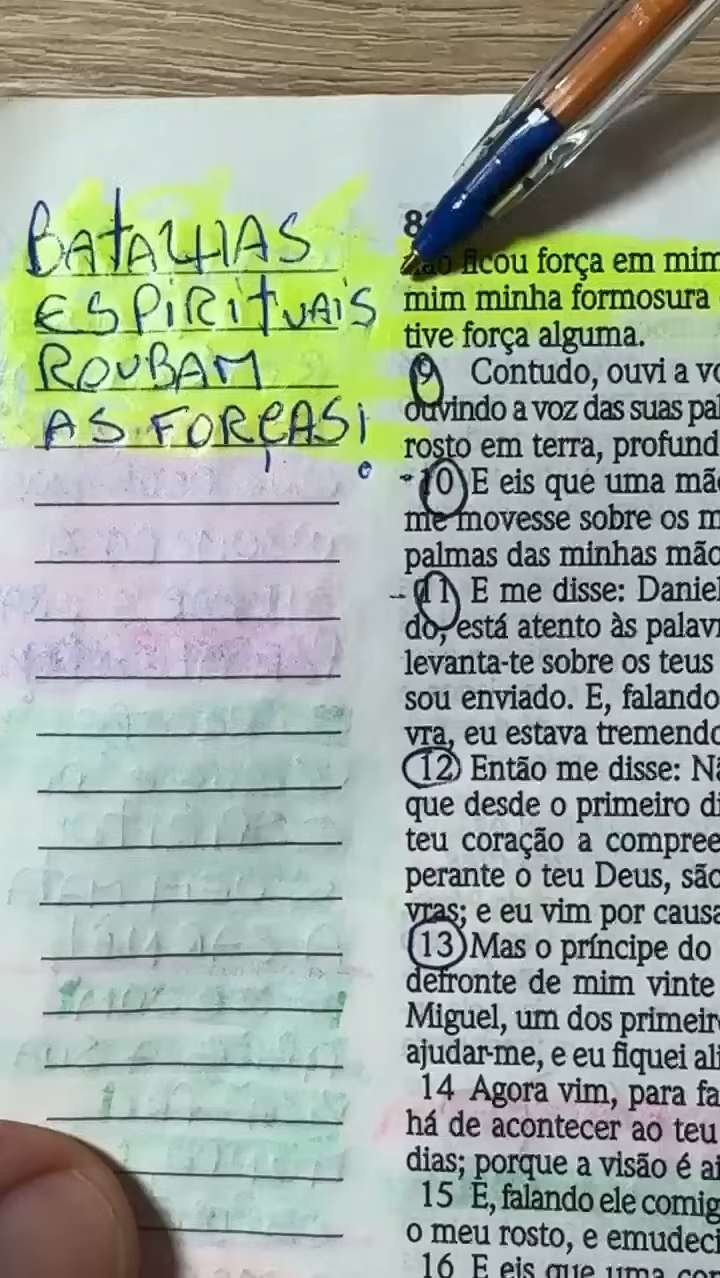 BATALHAS
ESPIRITUAIS
ROUBAM
AS FORÇAS!
8
não ficou força em mim
mim minha formosura
tive força alguma.
9 Contudo, ouvi a vo
ouvindo a voz das suas pal
rosto em terra, profund
10 E eis que uma mão
me movesse sobre os m
palmas das minhas mão
11 E me disse: Daniel
do, está atento às palavr
levanta-te sobre os teus
sou enviado. E, falando
vra, eu estava tremendo
12 Então me disse: Nã
que desde o primeiro di
teu coração a compree
perante o teu Deus, são
vras; e eu vim por causa
13 Mas o príncipe do
defronte de mim vinte
Miguel, um dos primeir
ajudar-me, e eu fiquei ali
14 Agora vim, para fa
há de acontecer ao teu
dias; porque a visão é ai
15 E, falando ele comig
o meu rosto, e emudeci
16 E eis que uma